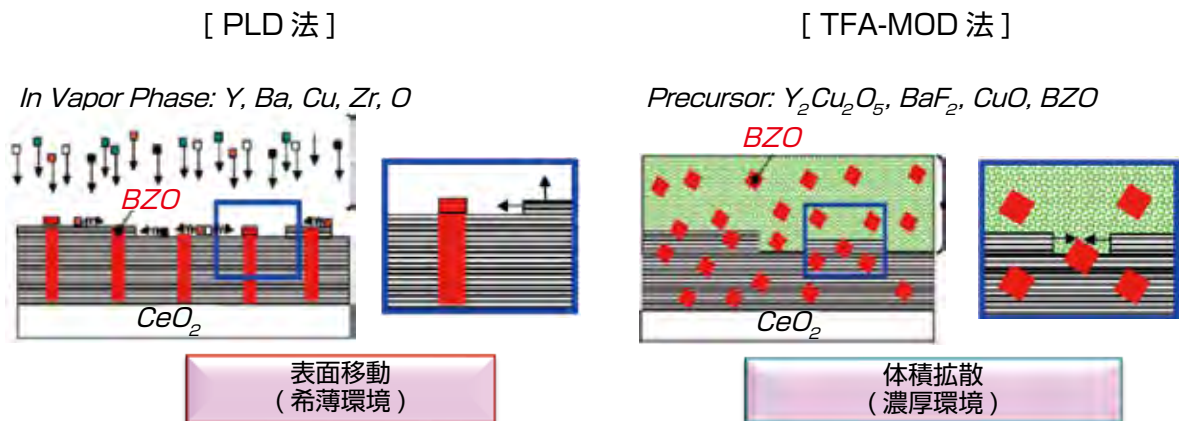 [ PLD 法 ]
In Vapor Phase: Y, Ba, Cu, Zr, O
BZO
CeO₂
表面移動
( 希薄環境 )
[ TFA-MOD 法 ]
Precursor: Y₂Cu₂O₅, BaF₂, CuO, BZO
BZO
CeO₂
体積拡散
( 濃厚環境 )